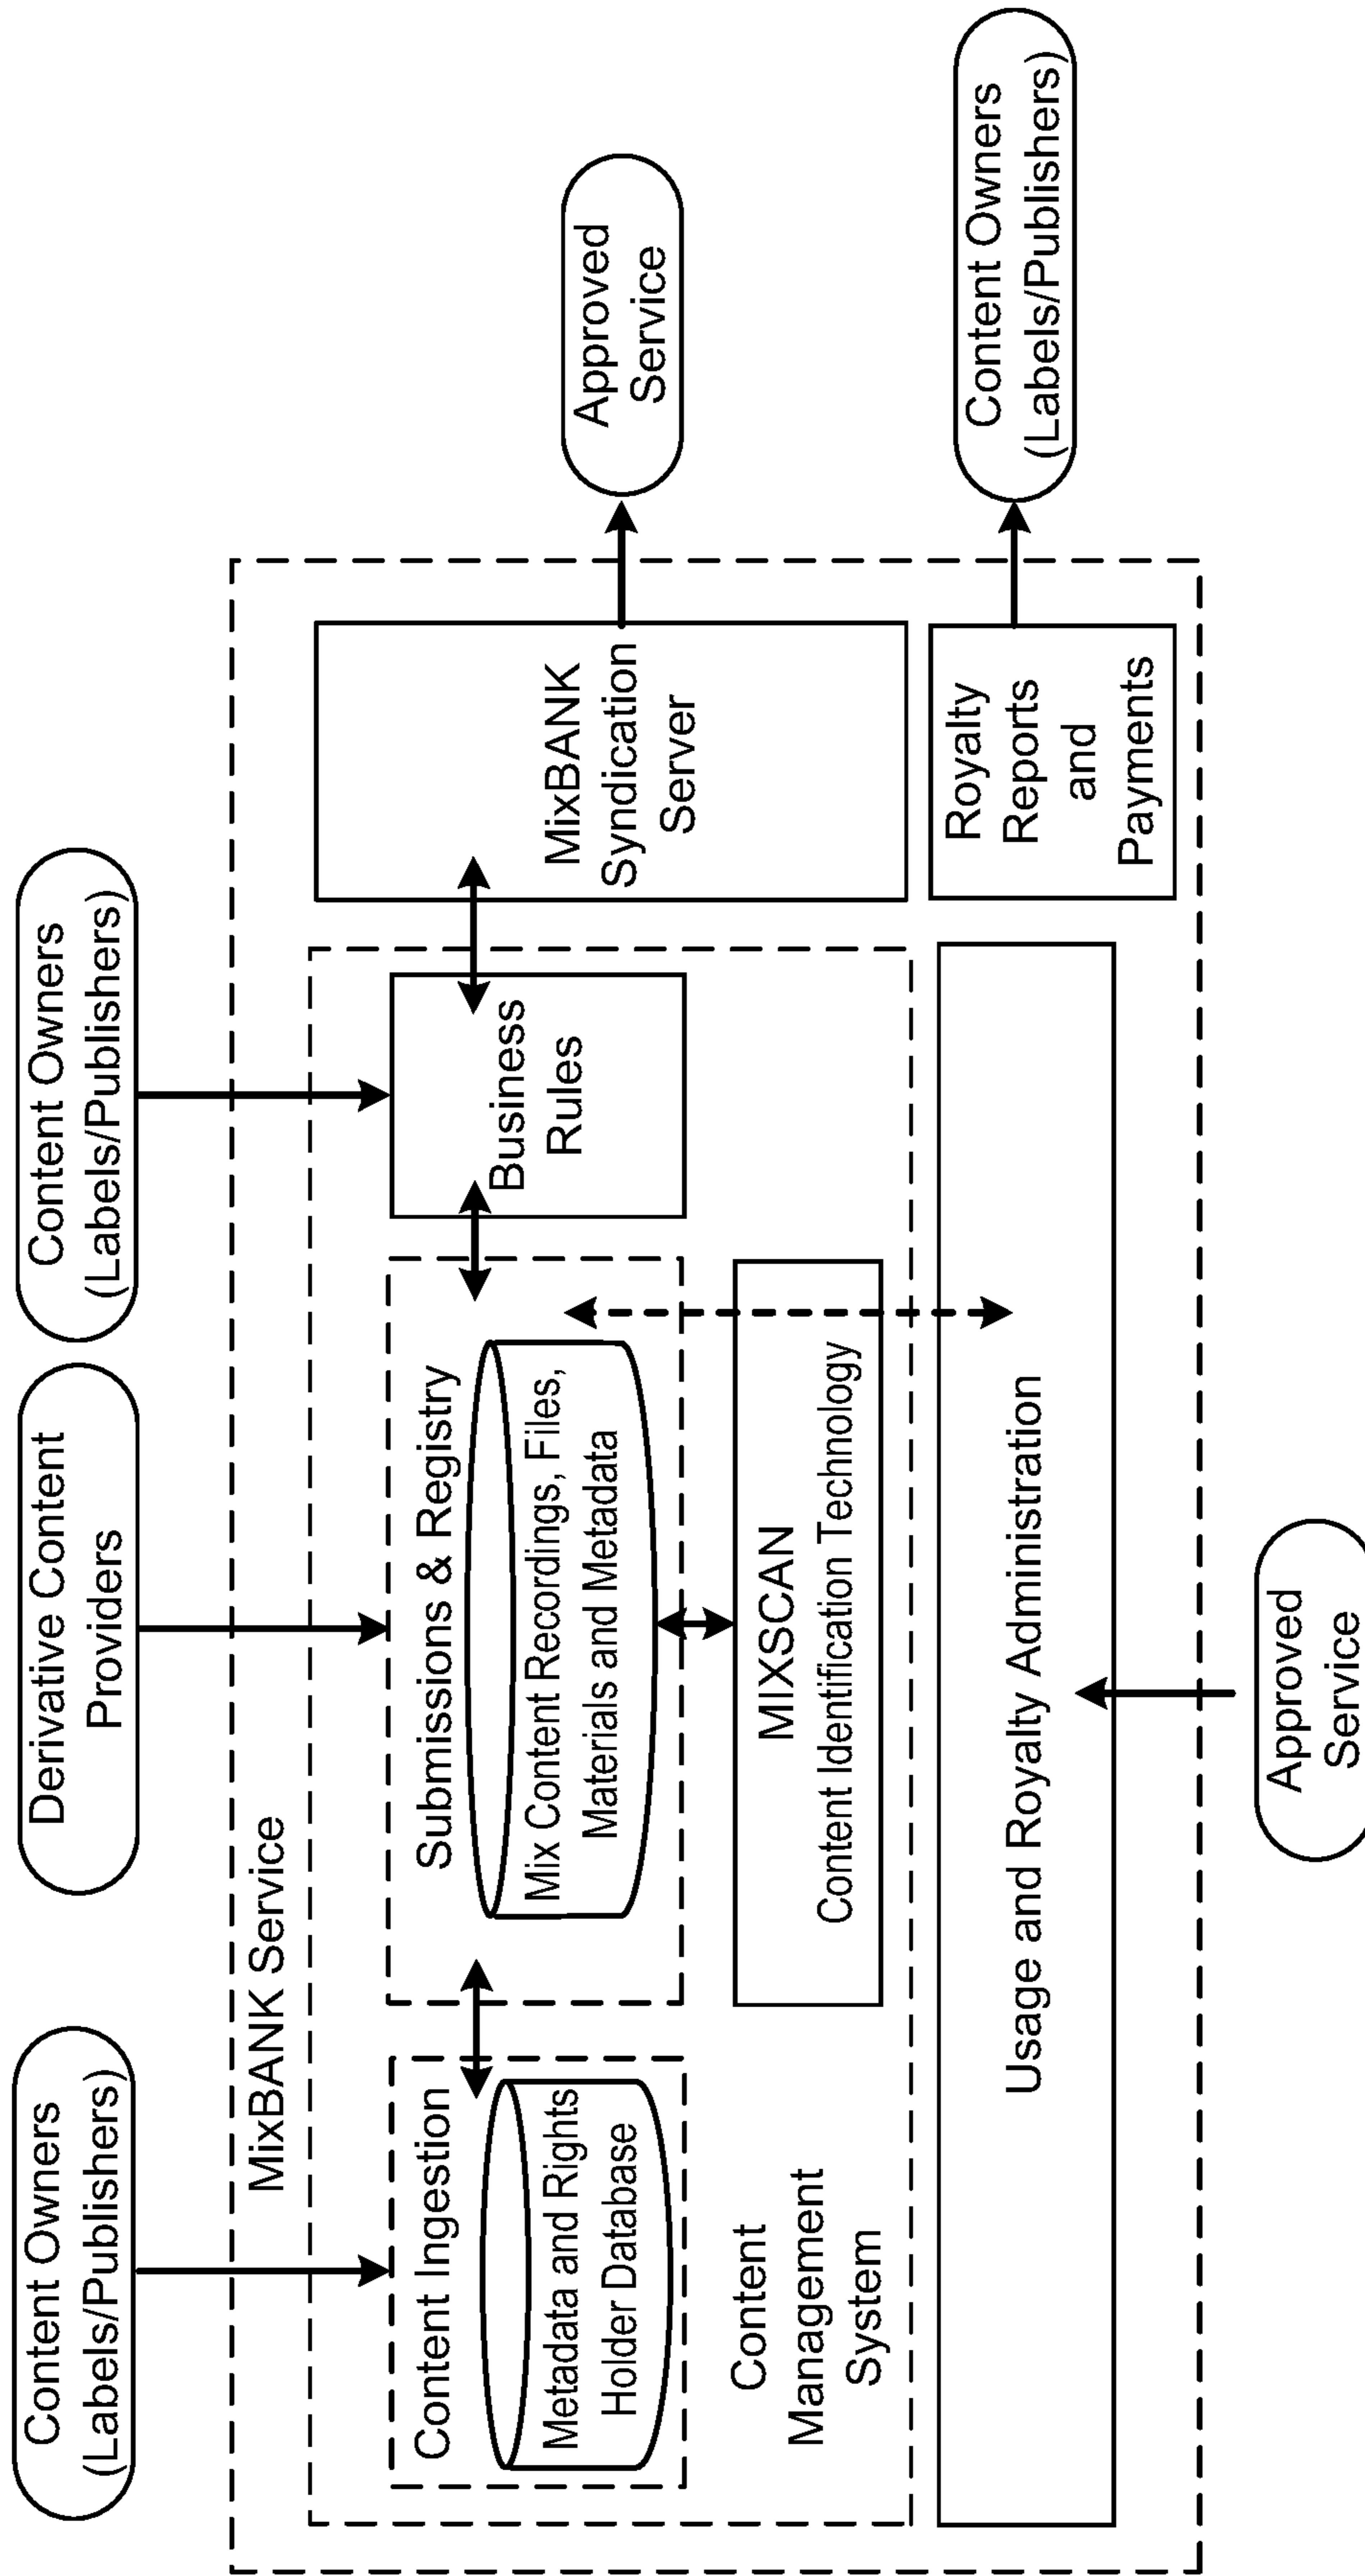 Content Owners
(Labels/Publishers)
Derivative Content
Providers
Content Owners
(Labels/Publishers)
MixBANK Service
Content Ingestion
Metadata and Rights
Holder Database
Submissions & Registry
Mix Content Recordings, Files,
Materials and Metadata
Business
Rules
MixBANK
Syndication
Server
Approved
Service
Content
Management
System
MIXSCAN
Content Identification Technology
Usage and Royalty Administration
Royalty
Reports
and
Payments
Content Owners
(Labels/Publishers)
Approved
Service